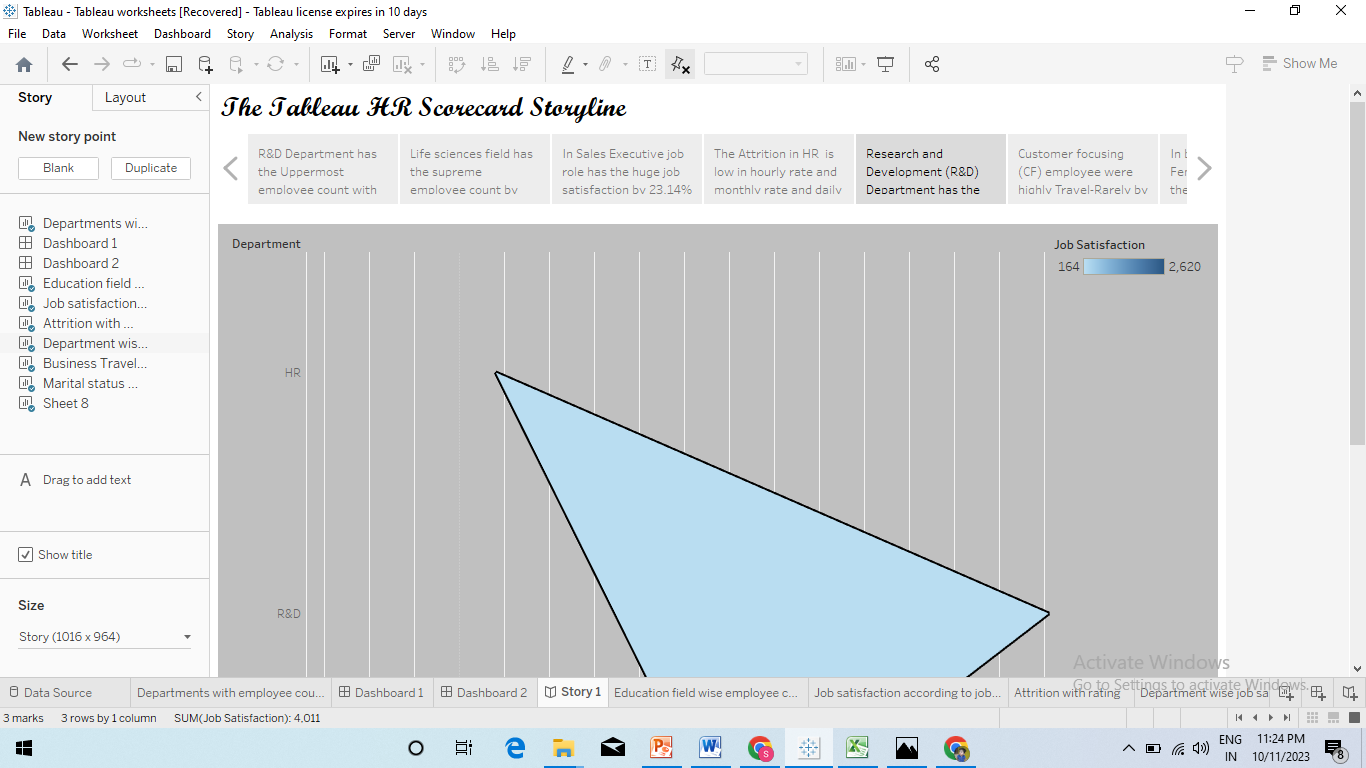 Tableau - Tableau worksheets [Recovered] - Tableau license expires in 10 days
File Data Worksheet Dashboard Story Analysis Format Server Window Help
Show Me
Story Layout
New story point
Blank Duplicate
Departments wi...
Dashboard 1
Dashboard 2
Education field ...
Job satisfaction...
Attrition with ...
Department wis...
Business Travel...
Marital status ...
Sheet 8
A Drag to add text
Show title
Size
Story (1016 x 964)
The Tableau HR Scorecard Storyline
R&D Department has
the Uppermost
employee count with
Life sciences field has
the supreme
employee count by
In Sales Executive job
role has the huge job
satisfaction by 23.14%
The Attrition in HR is
low in hourly rate and
monthly rate and daily
Research and
Development (R&D)
Department has the
Customer focusing
(CF) employee were
highly Travel-Rarely by
In
Fer
the
Department
Job Satisfaction
164 2,620
HR
R&D
Activate Windows
Go to Settings to activate Windows.
Data Source Departments with employee cou... Dashboard 1 Dashboard 2 Story 1 Education field wise employee c... Job satisfaction according to job... Attrition with rating Department wise job sa
3 marks 3 rows by 1 column SUM(Job Satisfaction): 4,011
ENG
IN
11:24 PM
10/11/2023
8